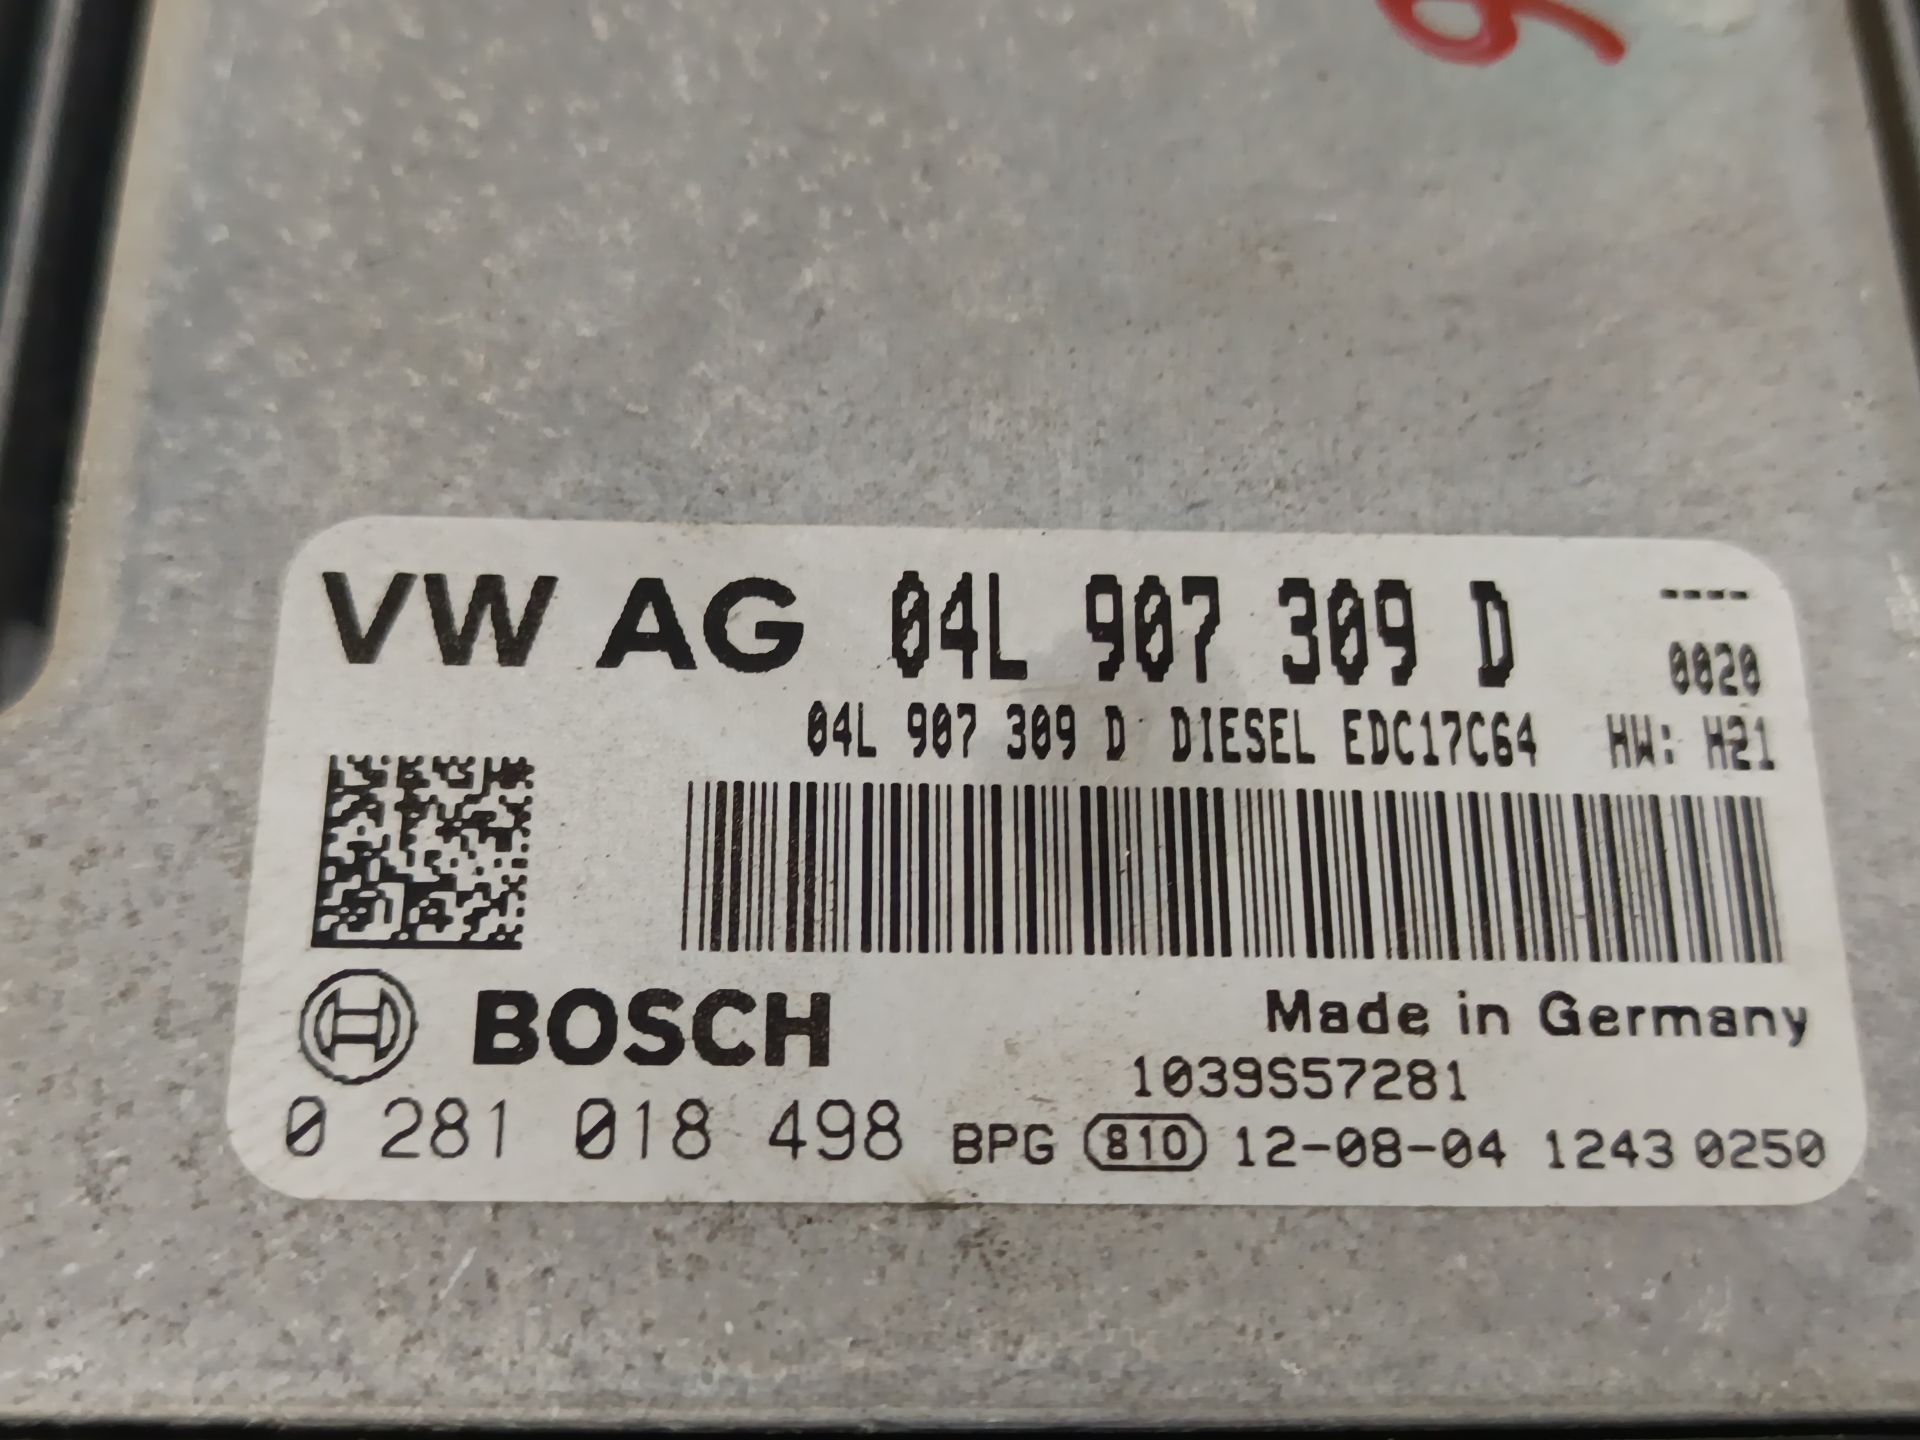 VW AG 04L 907 309 D ----
0020
04L 907 309 D DIESEL EDC17C64 HW: H21
BOSCH
Made in Germany
1039S57281
0 281 018 498 BPG 810 12-08-04 1243 0250